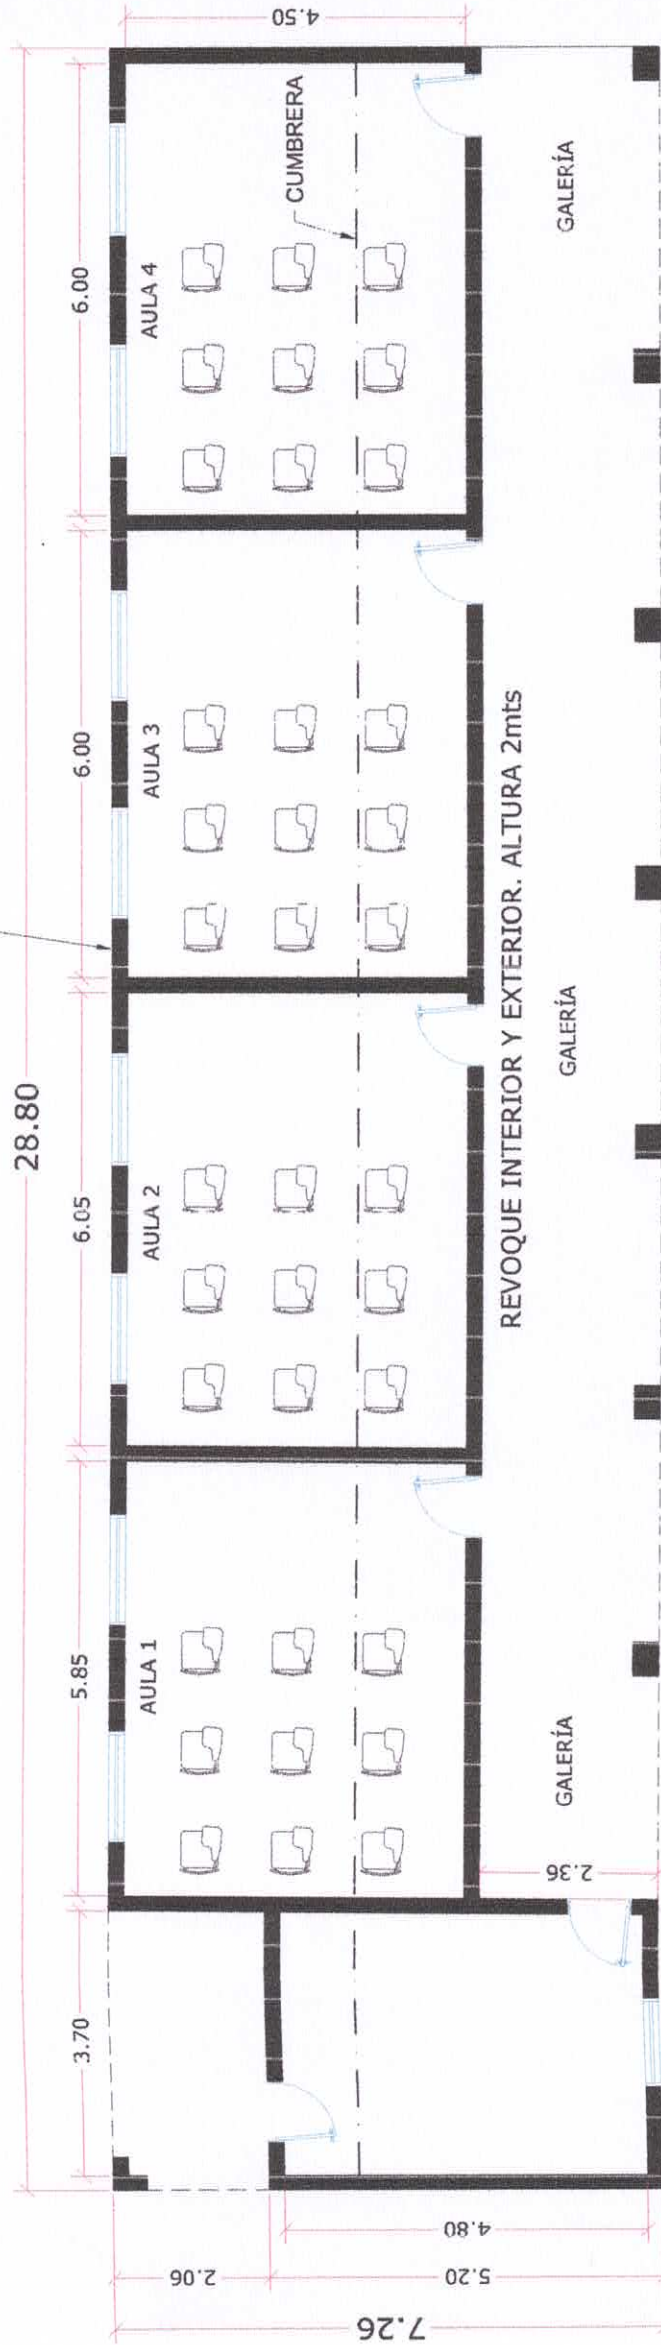 28.80
3.70
5.85
6.05
6.00
6.00
4.50
AULA 1
AULA 2
AULA 3
AULA 4
CUMBRERA
REVOQUE INTERIOR Y EXTERIOR. ALTURA 2mts
GALERÍA
GALERÍA
GALERÍA
2.36
7.26
2.06
5.20
4.80